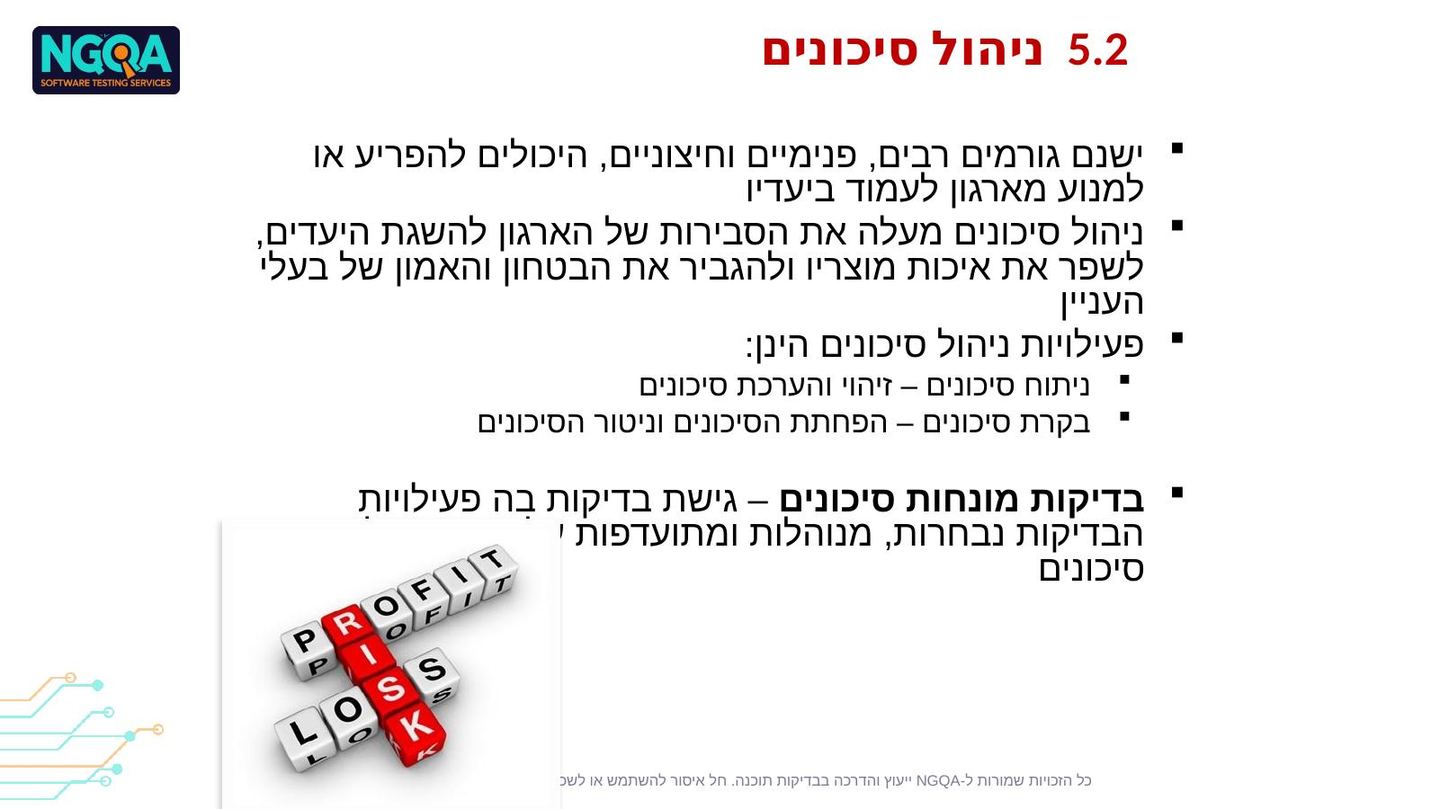 NGQA
SOFTWARE TESTING SERVICES
5.2 ניהול סיכונים
ישנם גורמים רבים, פנימיים וחיצוניים, היכולים להפריע או
למנוע מארגון לעמוד ביעדיו
ניהול סיכונים מעלה את הסבירות של הארגון להשגת היעדים,
לשפר את איכות מוצריו ולהגביר את הבטחון והאמון של בעלי
העניין
פעילויות ניהול סיכונים הינן:
ניתוח סיכונים – זיהוי והערכת סיכונים
בקרת סיכונים – הפחתת הסיכונים וניטור הסיכונים
בדיקות מונחות סיכונים – גישת בדיקות בה פעילויות
הבדיקות נבחרות, מנוהלות ומתועדפות
סיכונים
PROFIT
RISK
LOSS
כל הזכויות שמורות ל-NGQA ייעוץ והדרכה בבדיקות תוכנה. חל איסור להשתמש או